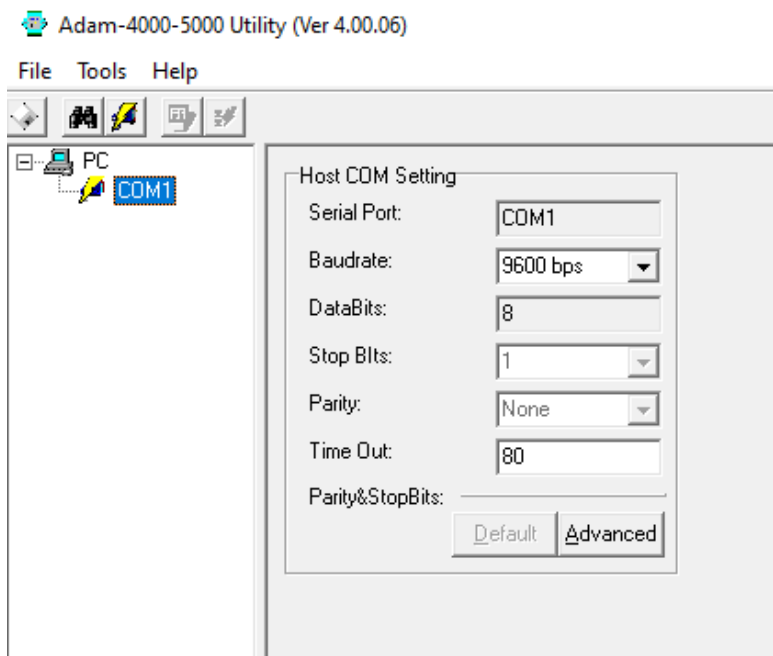 Adam-4000-5000 Utility (Ver 4.00.06)
File Tools Help
PC
COM1
Host COM Setting
Serial Port: COM1
Baudrate: 9600 bps
DataBits: 8
Stop BIts: 1
Parity: None
Time Out: 80
Parity&StopBits:
Default Advanced